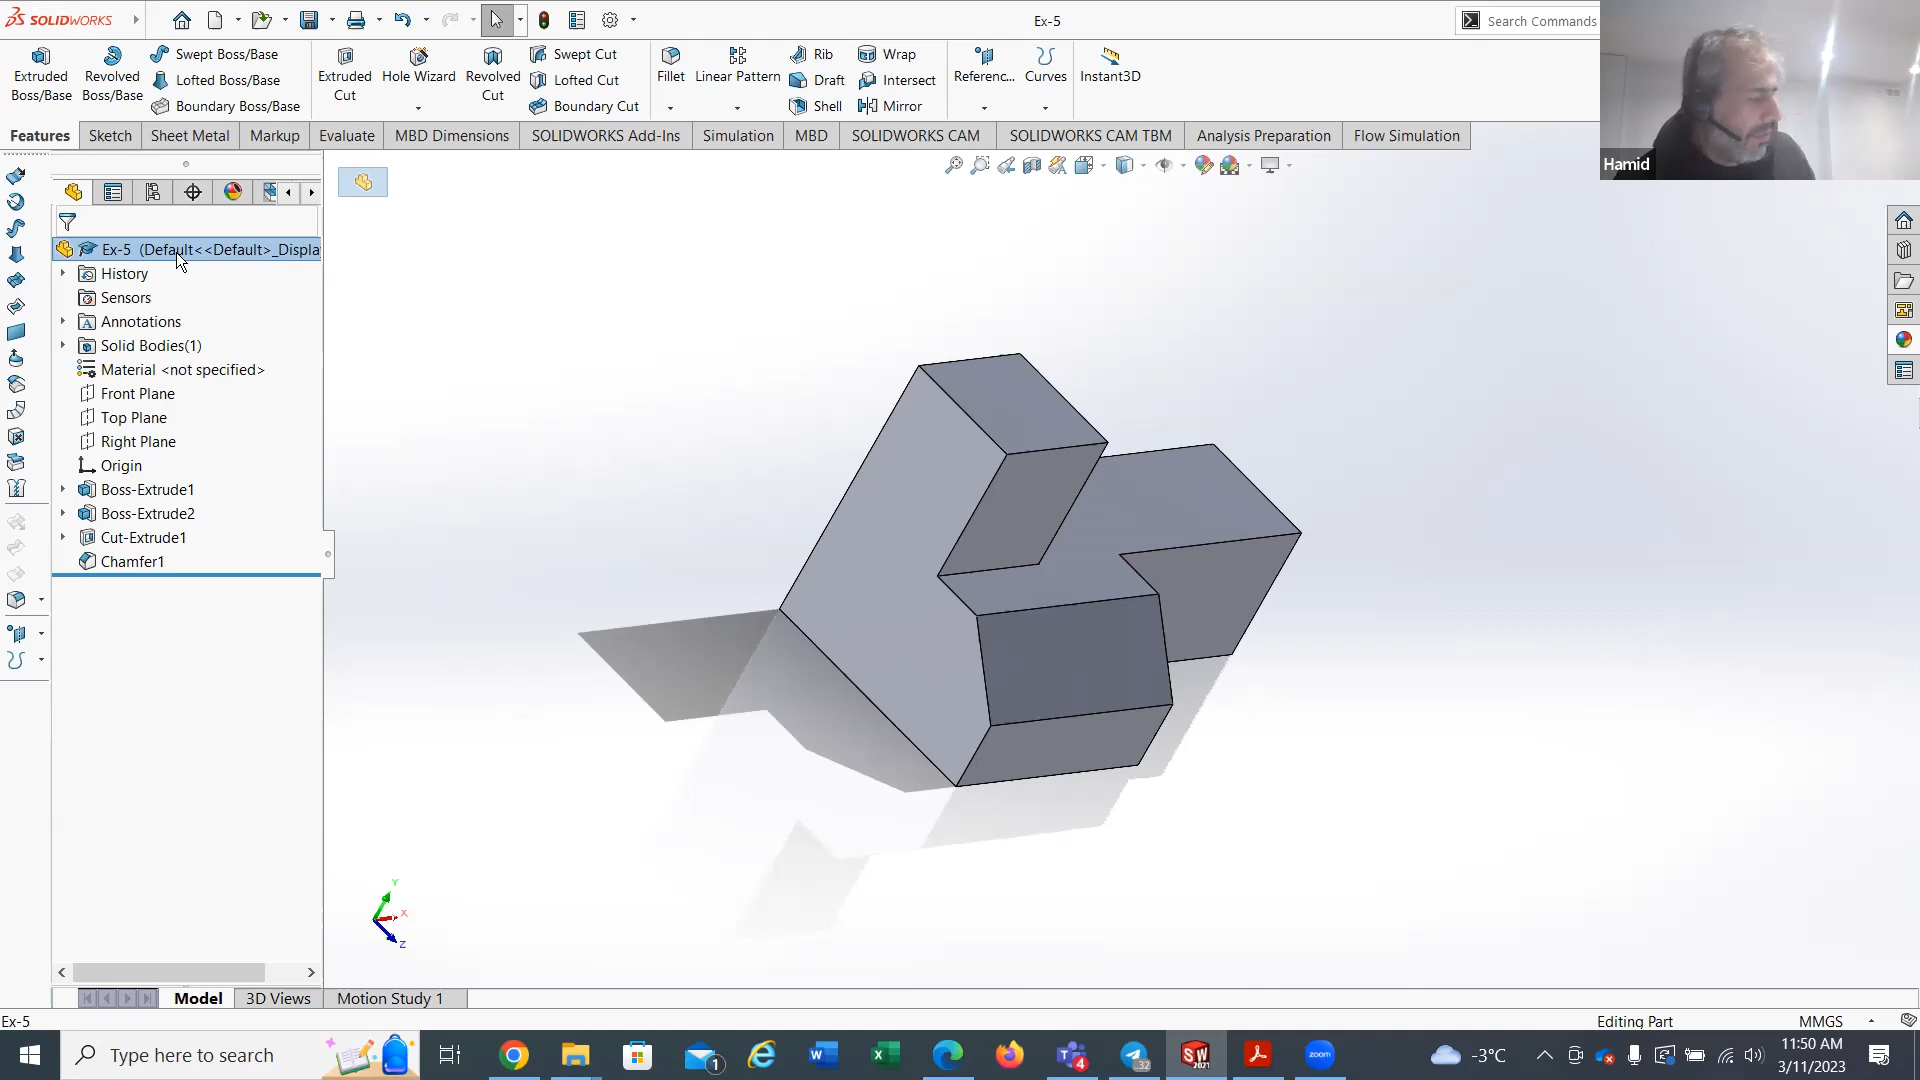 SOLIDWORKS
Ex-5
Search Commands
Extruded Boss/Base
Revolved Boss/Base
Swept Boss/Base
Lofted Boss/Base
Boundary Boss/Base
Extruded Cut
Hole Wizard
Revolved Cut
Swept Cut
Lofted Cut
Boundary Cut
Fillet
Linear Pattern
Rib
Draft
Shell
Wrap
Intersect
Mirror
Referenc...
Curves
Instant3D
Features
Sketch
Sheet Metal
Markup
Evaluate
MBD Dimensions
SOLIDWORKS Add-Ins
Simulation
MBD
SOLIDWORKS CAM
SOLIDWORKS CAM TBM
Analysis Preparation
Flow Simulation
Hamid
Ex-5 (Default<<Default>_Displa
History
Sensors
Annotations
Solid Bodies(1)
Material <not specified>
Front Plane
Top Plane
Right Plane
Origin
Boss-Extrude1
Boss-Extrude2
Cut-Extrude1
Chamfer1
Y
X
Z
Model
3D Views
Motion Study 1
Ex-5
Editing Part
MMGS
Type here to search
1
4
32
SW
2021
zoom
-3°C
11:50 AM
3/11/2023